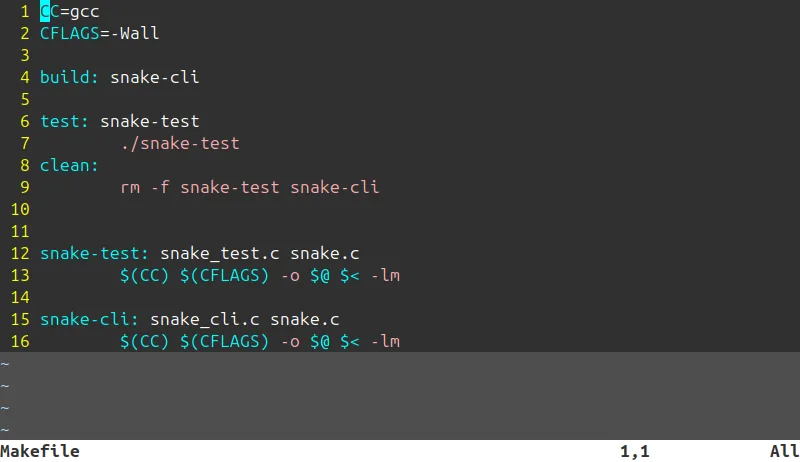 1 CC=gcc
2 CFLAGS=-Wall
3
4 build: snake-cli
5
6 test: snake-test
7         ./snake-test
8 clean:
9         rm -f snake-test snake-cli
10
11
12 snake-test: snake_test.c snake.c
13         $(CC) $(CFLAGS) -o $@ $< -lm
14
15 snake-cli: snake_cli.c snake.c
16         $(CC) $(CFLAGS) -o $@ $< -lm
~
~
~
~
Makefile 1,1 All